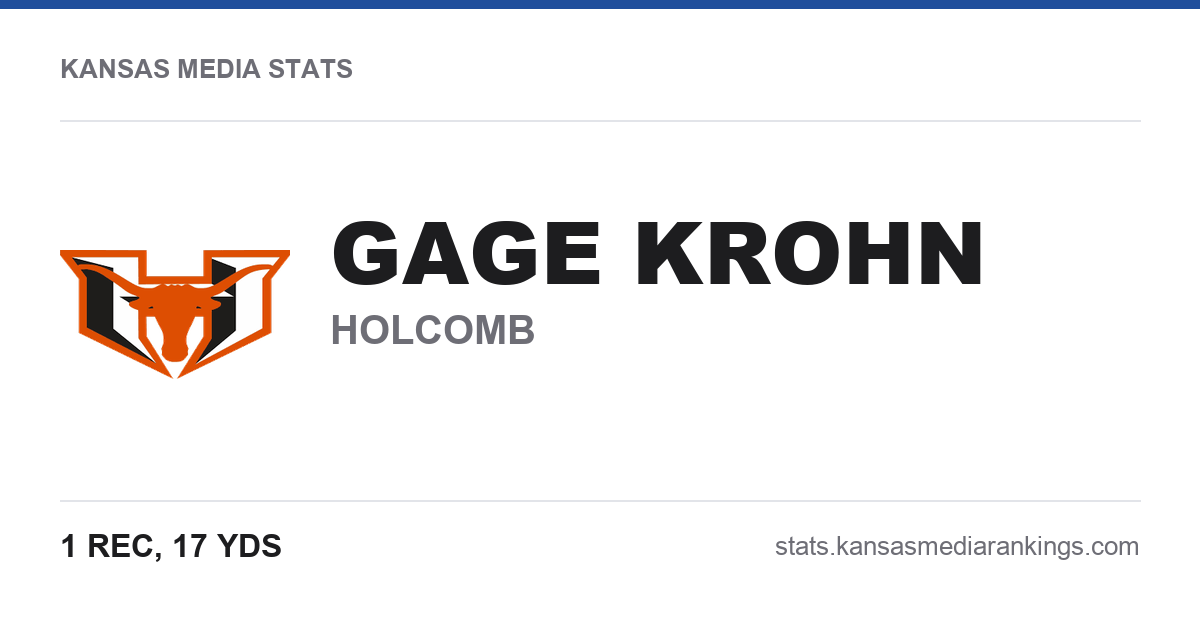 KANSAS MEDIA STATS
GAGE KROHN
HOLCOMB
1 REC, 17 YDS
stats.kansasmediarankings.com